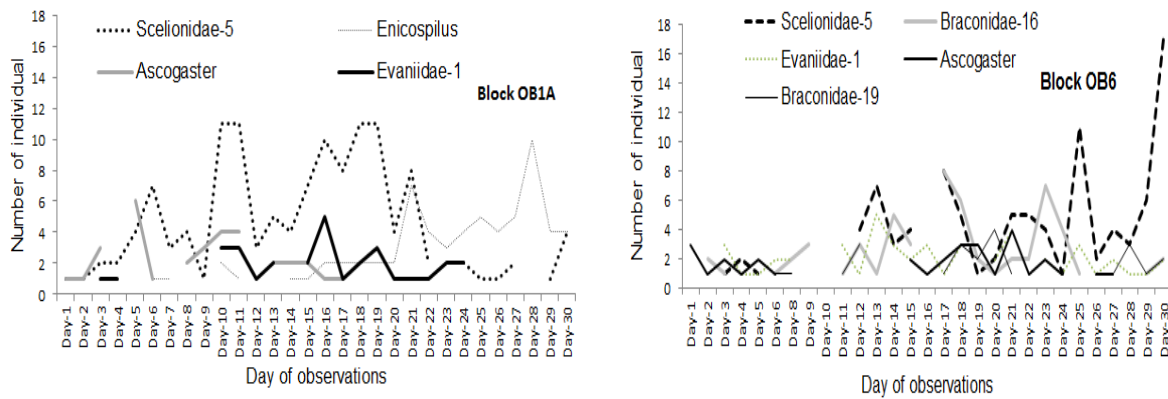 18
16
14
12
10
8
6
4
2
0
Number of individual
Scelionidae-5
Enicospilus
Ascogaster
Evaniidae-1
Block OB1A
Day-1
Day-2
Day-3
Day-4
Day-5
Day-6
Day-7
Day-8
Day-9
Day-10
Day-11
Day-12
Day-13
Day-14
Day-15
Day-16
Day-17
Day-18
Day-19
Day-20
Day-21
Day-22
Day-23
Day-24
Day-25
Day-26
Day-27
Day-28
Day-29
Day-30
Day of observations
18
16
14
12
10
8
6
4
2
0
Number of individual
Scelionidae-5
Braconidae-16
Evaniidae-1
Ascogaster
Braconidae-19
Block OB6
Day-1
Day-2
Day-3
Day-4
Day-5
Day-6
Day-8
Day-9
Day-10
Day-11
Day-12
Day-13
Day-14
Day-15
Day-16
Day-17
Day-18
Day-19
Day-20
Day-21
Day-22
Day-23
Day-24
Day-25
Day-26
Day-27
Day-28
Day-29
Day-30
Day of observations